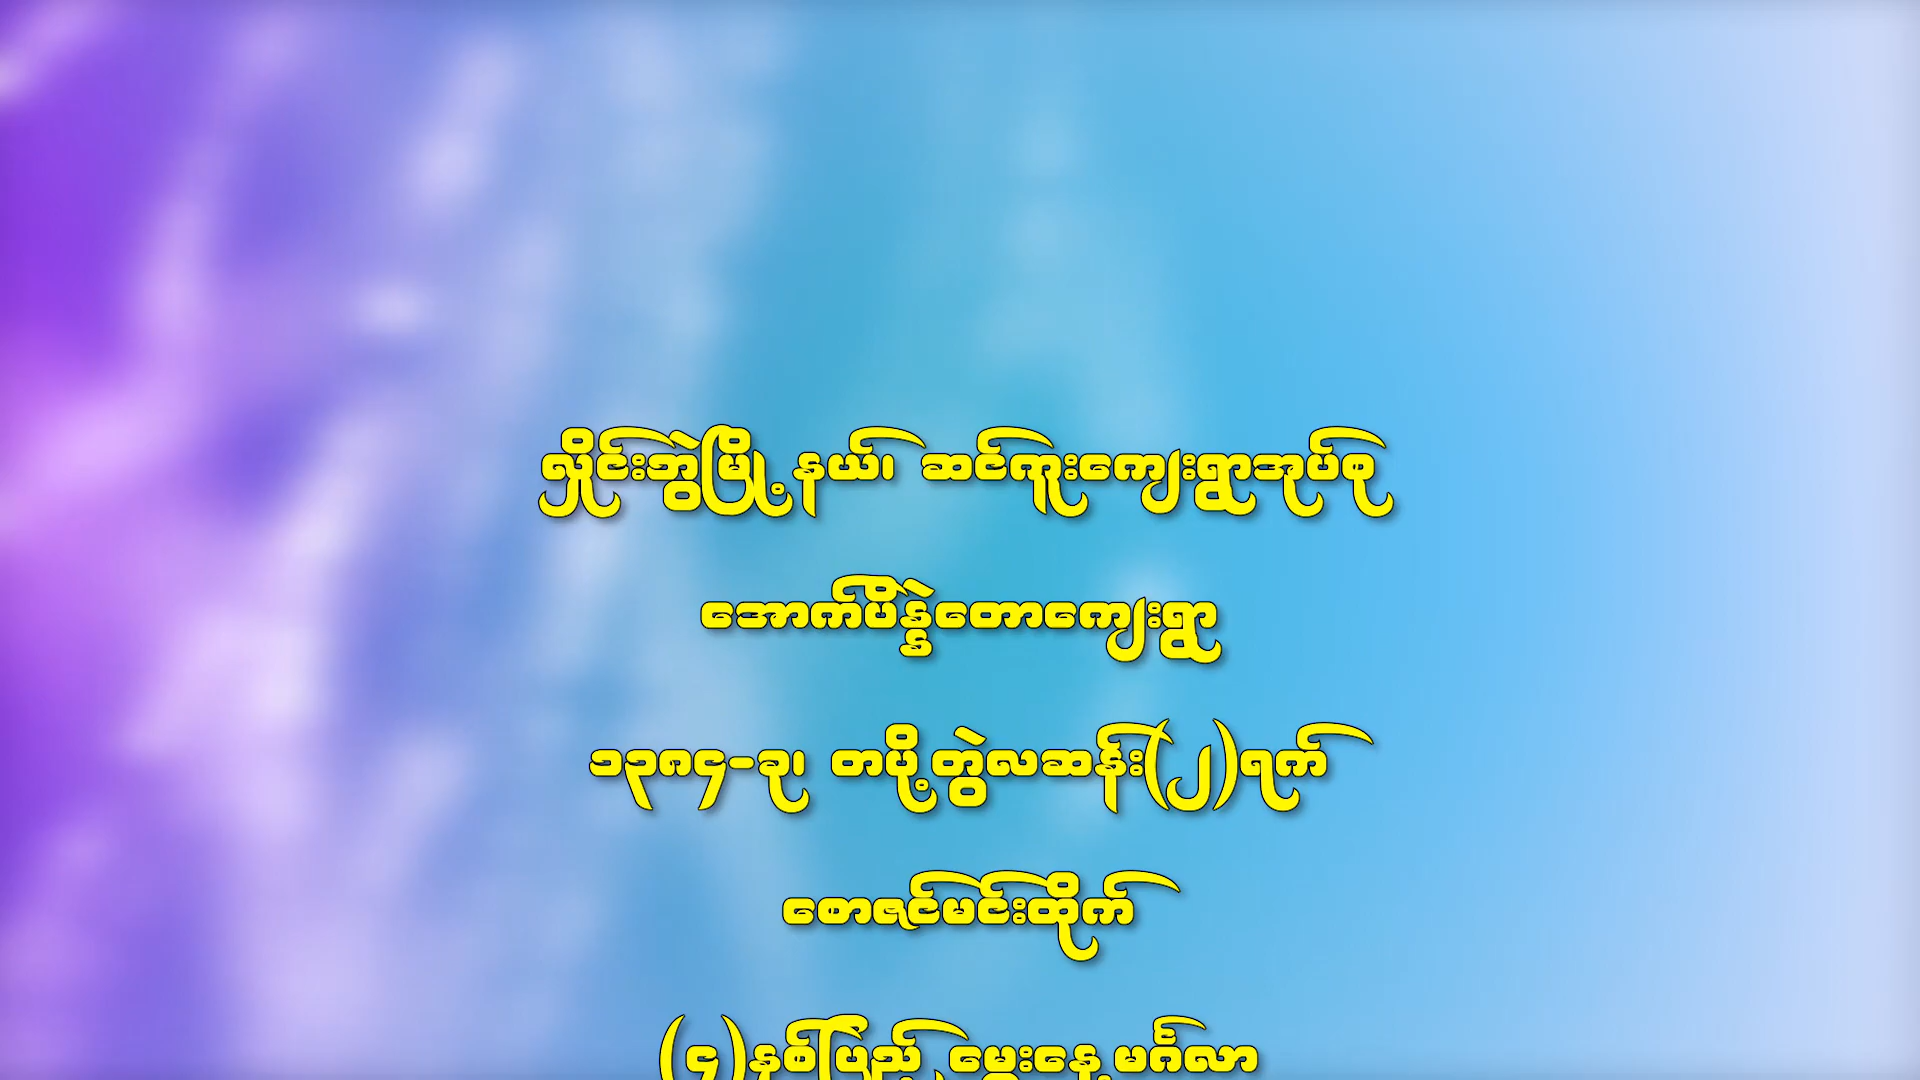 လှိုင်းဘွဲမြို့နယ်၊ ဆင်ကူးကျေးရွာအုပ်စု
အောက်ပိန္နဲတောကျေးရွာ
၁၃၈၄-ခု၊ တပို့တွဲလဆန်း(၂)ရက်
စောဇင်မင်းထိုက်
(၄)နှစ်ပြည့် မွေးနေ့မင်္ဂလာ